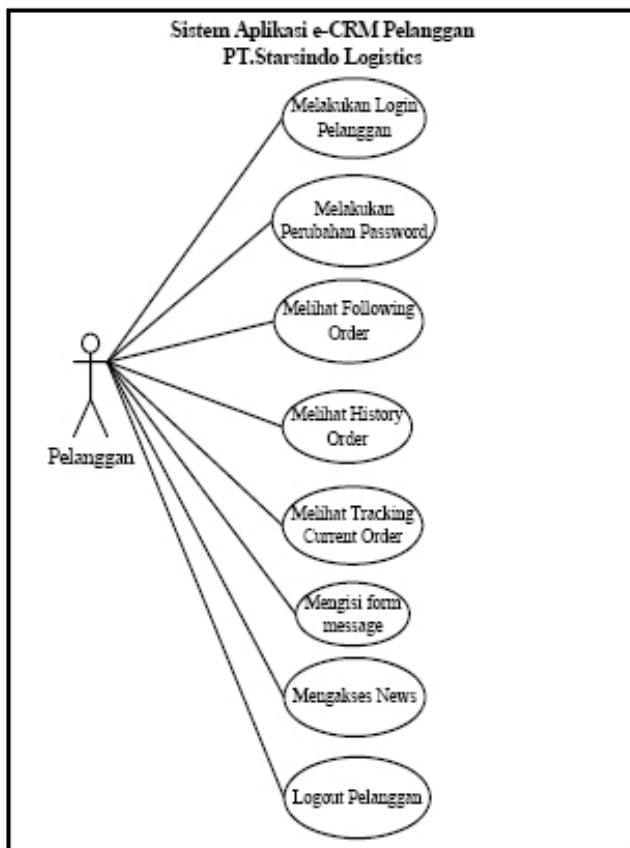 Sistem Aplikasi e-CRM Pelanggan
PT.Starsindo Logistics
Melakukan Login
Pelanggan
Melakukan
Perubahan Password
Melihat Following
Order
Pelanggan
Melihat History
Order
Melihat Tracking
Current Order
Mengisi form
message
Mengakses News
Logout Pelanggan